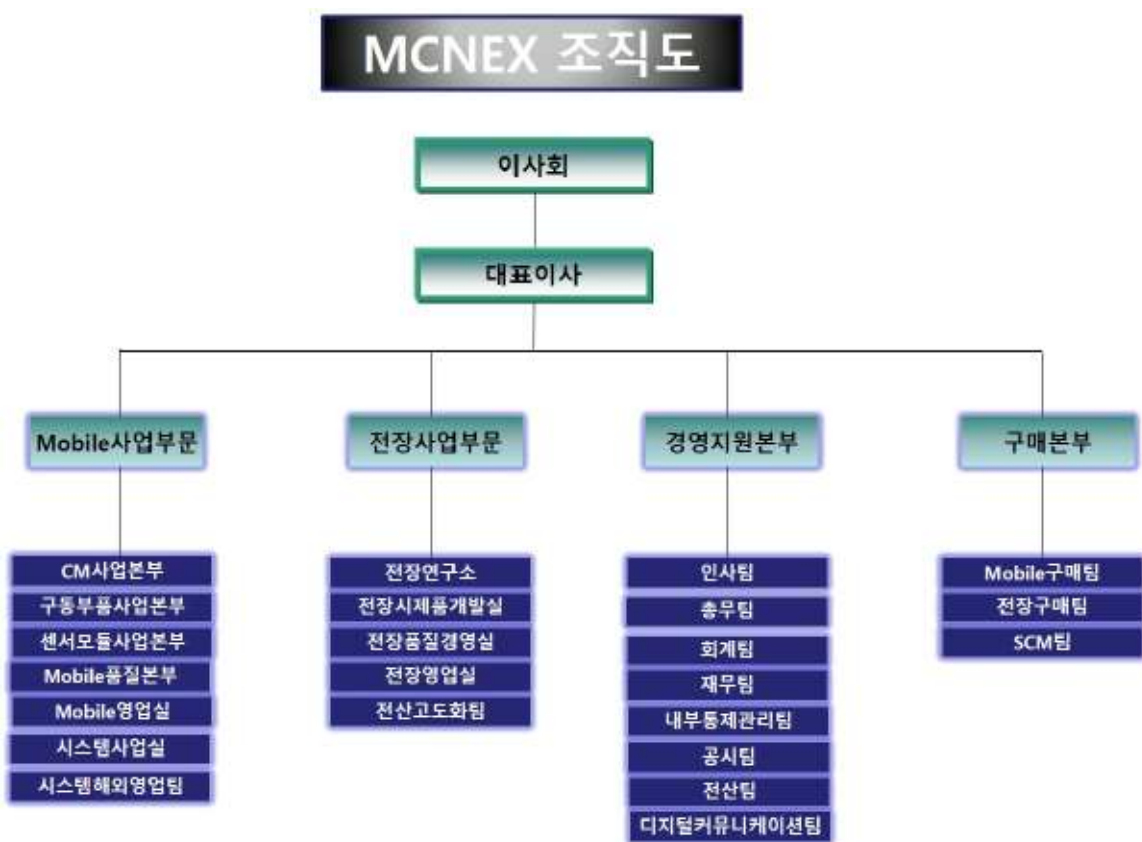 MCNEX 조직도
이사회
대표이사
Mobile사업부문
전장사업부문
경영지원본부
구매본부
CM사업본부
구동부품사업본부
센서모듈사업본부
Mobile품질본부
Mobile영업실
시스템사업실
시스템해외영업팀
전장연구소
전장시제품개발실
전장품질경영실
전장영업실
전산고도화팀
인사팀
총무팀
회계팀
재무팀
내부통제관리팀
공시팀
전산팀
디지털커뮤니케이션팀
Mobile구매팀
전장구매팀
SCM팀